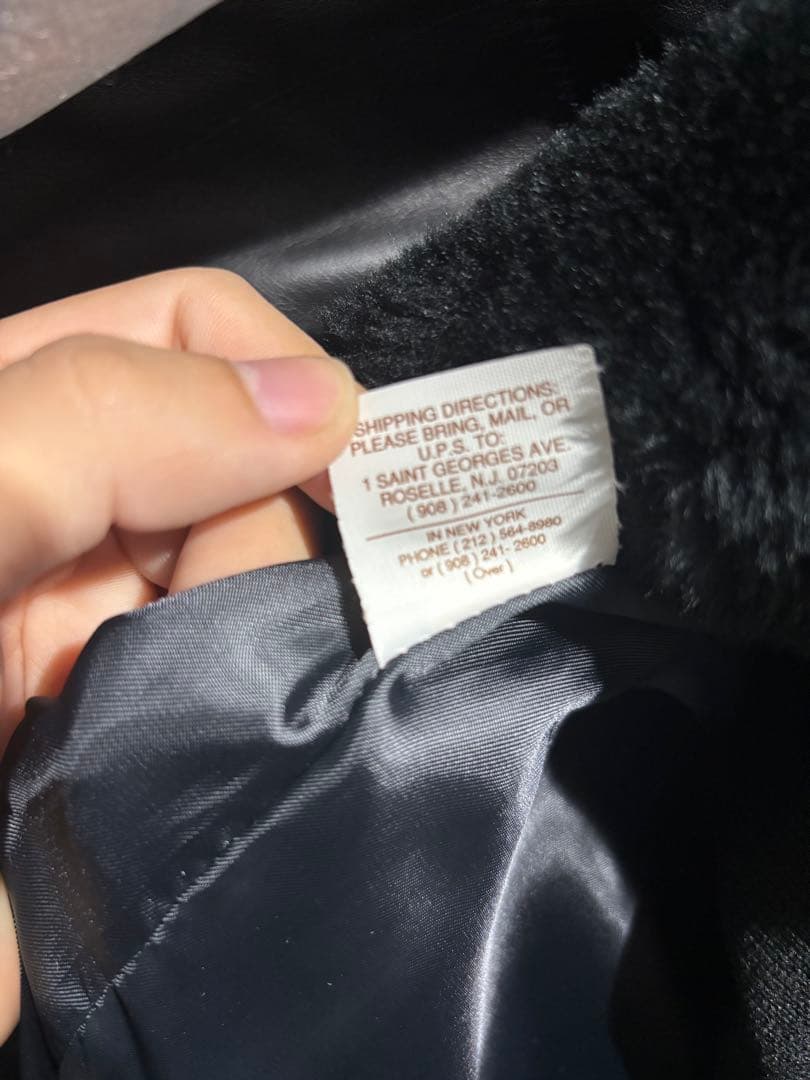 SHIPPING DIRECTIONS:
PLEASE BRING, MAIL, OR
U.P.S. TO:
1 SAINT GEORGES AVE.
ROSELLE, N.J. 07203
( 908 ) 241-2600
IN NEW YORK
PHONE ( 212 ) 564-8980
or ( 908 ) 241- 2600
( Over )